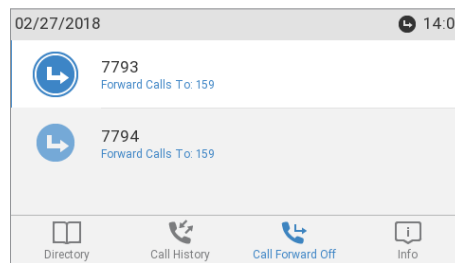 02/27/2018 14:0
7793
Forward Calls To: 159
7794
Forward Calls To: 159
Directory Call History Call Forward Off Info